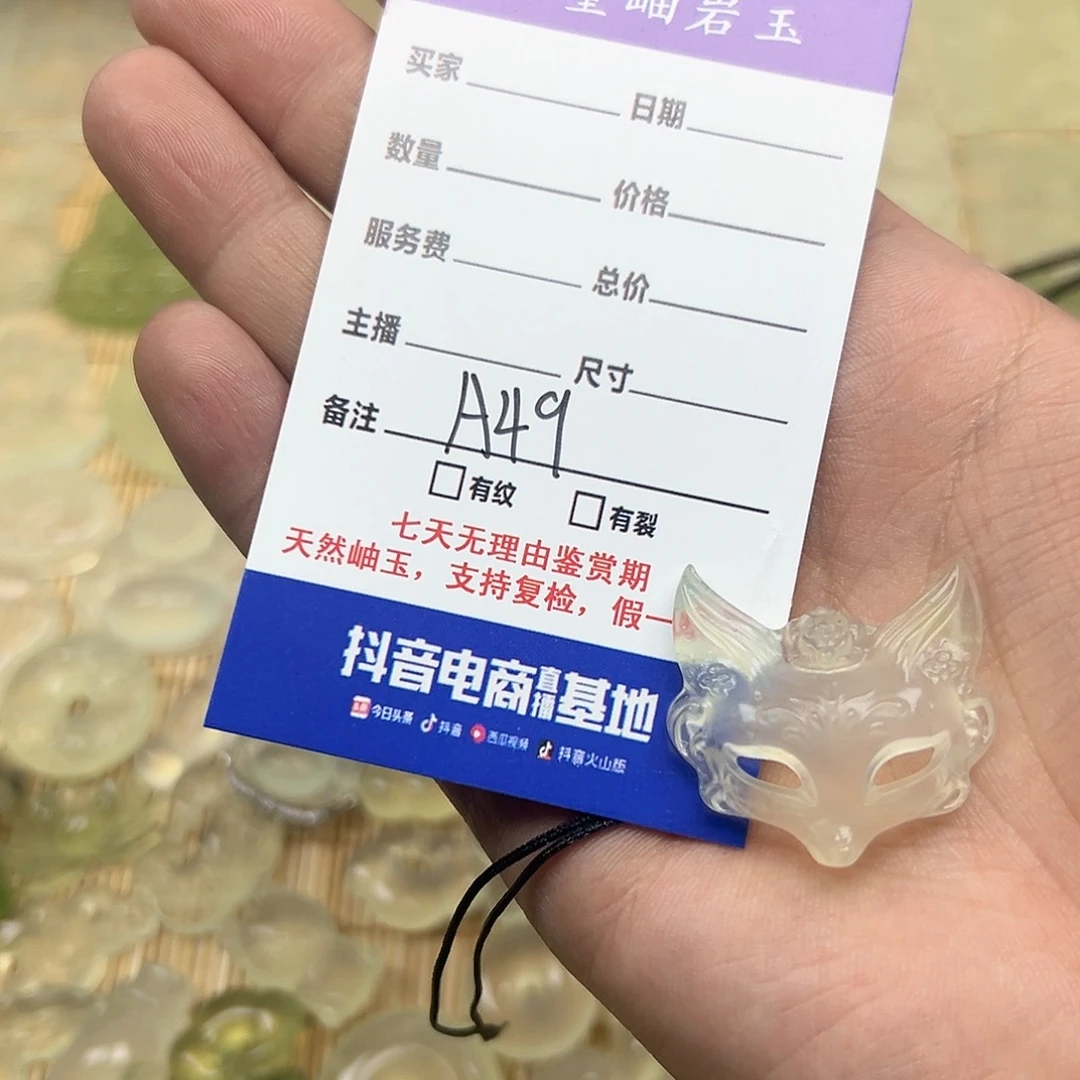 岫岩玉
买家 日期
数量 价格
服务费 总价
主播 尺寸
备注 A49
有纹 有裂
七天无理由鉴赏期
天然岫玉，支持复检，假一
抖音电商直播基地
头条 今日头条 抖音 西瓜视频 抖音火山版